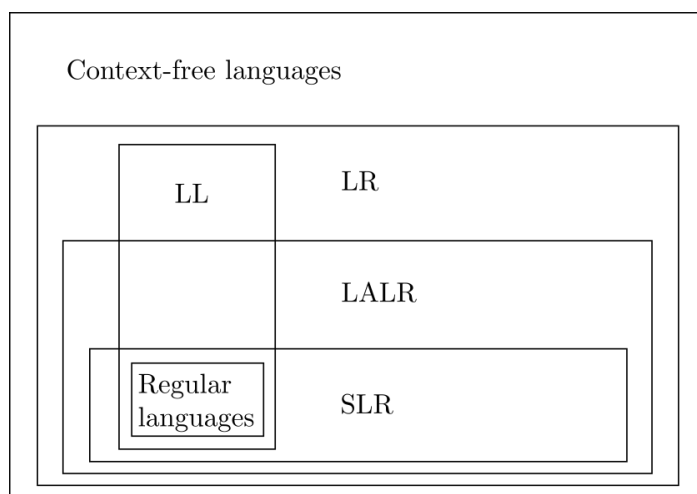 Context-free languages
LL
LR
LALR
Regular
languages
SLR